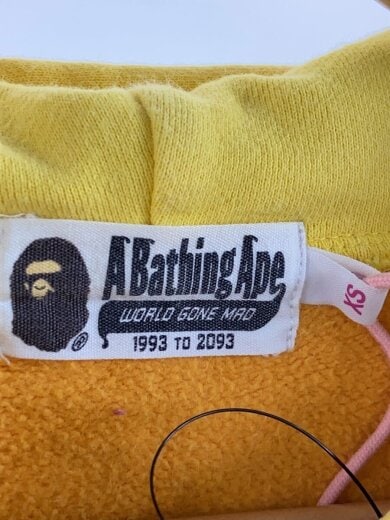 A Bathing Ape
WORLD GONE MAD
®
1993 TO 2093
XS